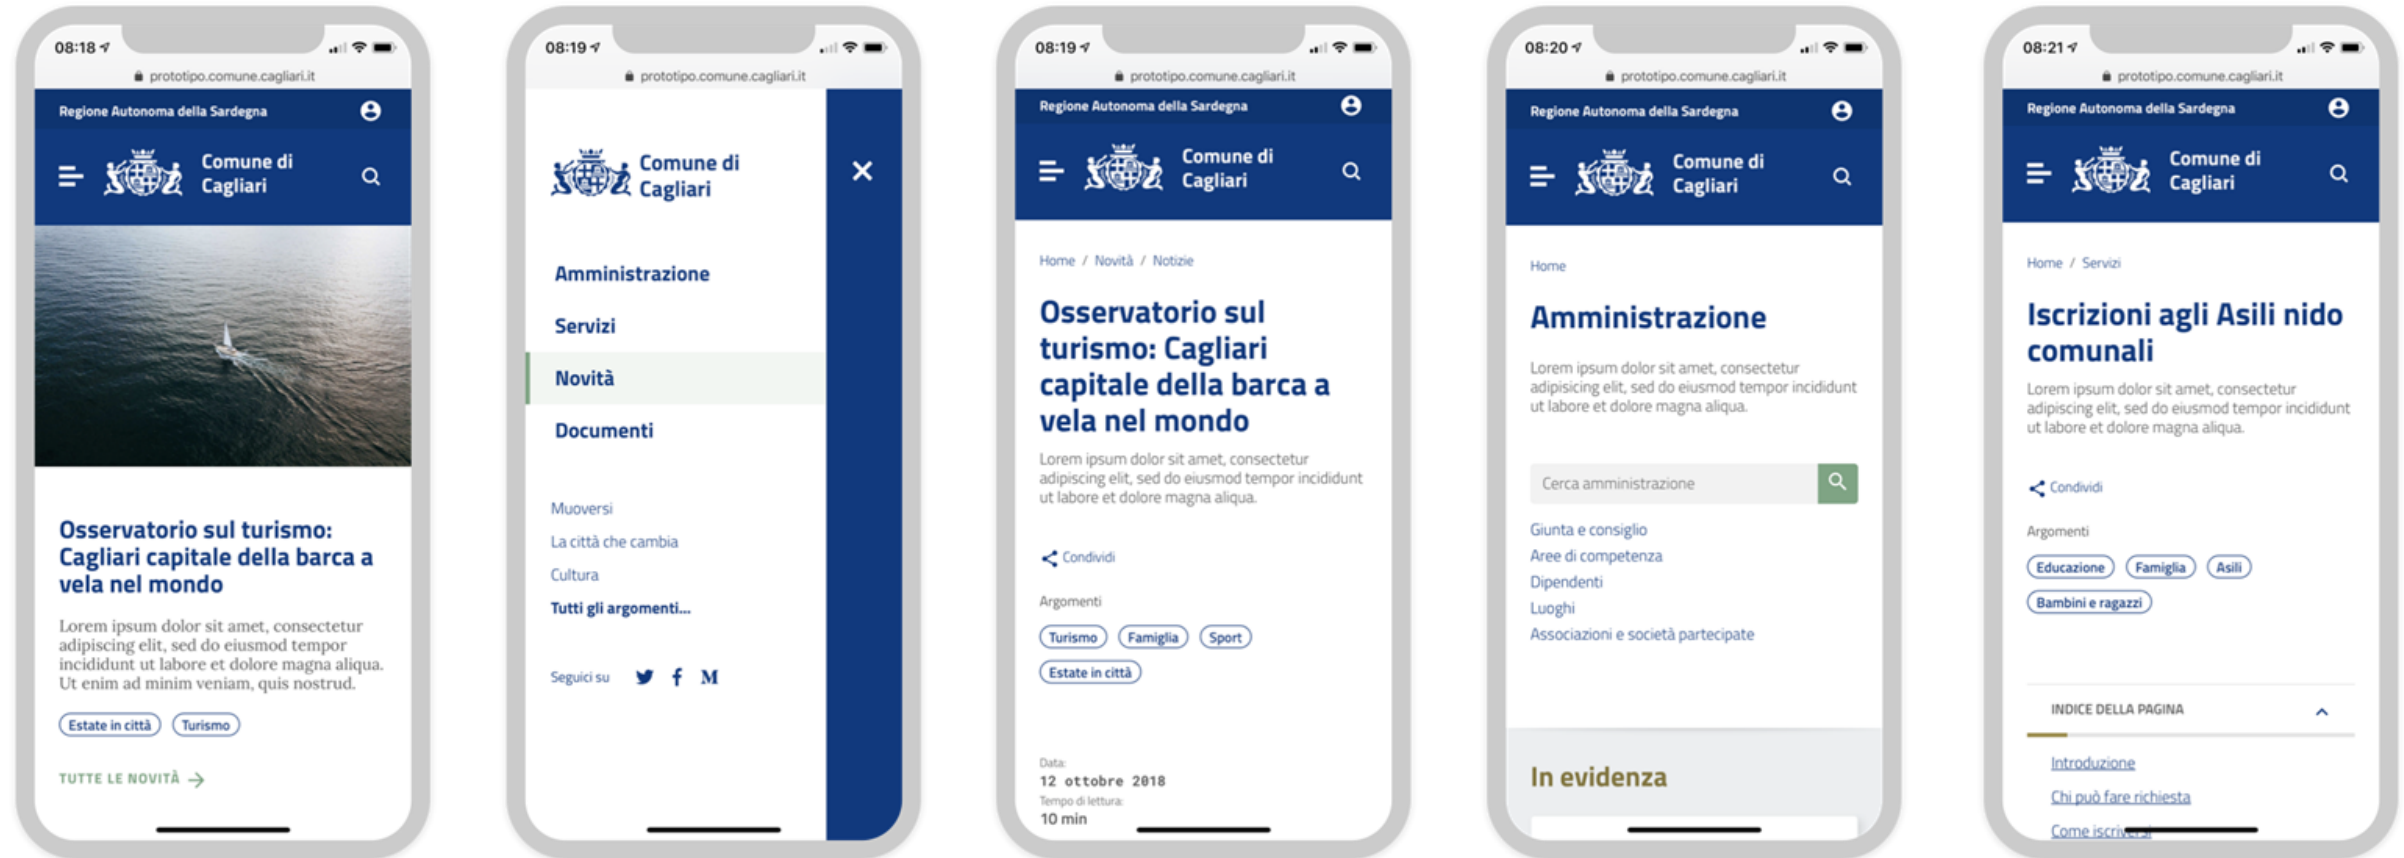 08:18
prototipo.comune.cagliari.it
Regione Autonoma della Sardegna
Comune di
Cagliari
Osservatorio sul turismo:
Cagliari capitale della barca a
vela nel mondo
Lorem ipsum dolor sit amet, consectetur
adipiscing elit, sed do eiusmod tempor
incididunt ut labore et dolore magna aliqua.
Ut enim ad minim veniam, quis nostrud.
Estate in città Turismo
TUTTE LE NOVITÀ
08:19
prototipo.comune.cagliari.it
Comune di
Cagliari
Amministrazione
Servizi
Novità
Documenti
Muoversi
La città che cambia
Cultura
Tutti gli argomenti...
Seguici su
08:19
prototipo.comune.cagliari.it
Regione Autonoma della Sardegna
Comune di
Cagliari
Home / Novità / Notizie
Osservatorio sul
turismo: Cagliari
capitale della barca a
vela nel mondo
Lorem ipsum dolor sit amet, consectetur
adipiscing elit, sed do eiusmod tempor incididunt
ut labore et dolore magna aliqua.
Condividi
Argomenti
Turismo Famiglia Sport
Estate in città
Data:
12 ottobre 2018
Tempo di lettura:
10 min
08:20
prototipo.comune.cagliari.it
Regione Autonoma della Sardegna
Comune di
Cagliari
Home
Amministrazione
Lorem ipsum dolor sit amet, consectetur
adipisicing elit, sed do eiusmod tempor incididunt
ut labore et dolore magna aliqua.
Cerca amministrazione
Giunta e consiglio
Aree di competenza
Dipendenti
Luoghi
Associazioni e società partecipate
In evidenza
08:21
prototipo.comune.cagliari.it
Regione Autonoma della Sardegna
Comune di
Cagliari
Home / Servizi
Iscrizioni agli Asili nido
comunali
Lorem ipsum dolor sit amet, consectetur
adipiscing elit, sed do eiusmod tempor incididunt
ut labore et dolore magna aliqua.
Condividi
Argomenti
Educazione Famiglia Asili
Bambini e ragazzi
INDICE DELLA PAGINA
Introduzione
Chi può fare richiesta
Come iscriversi